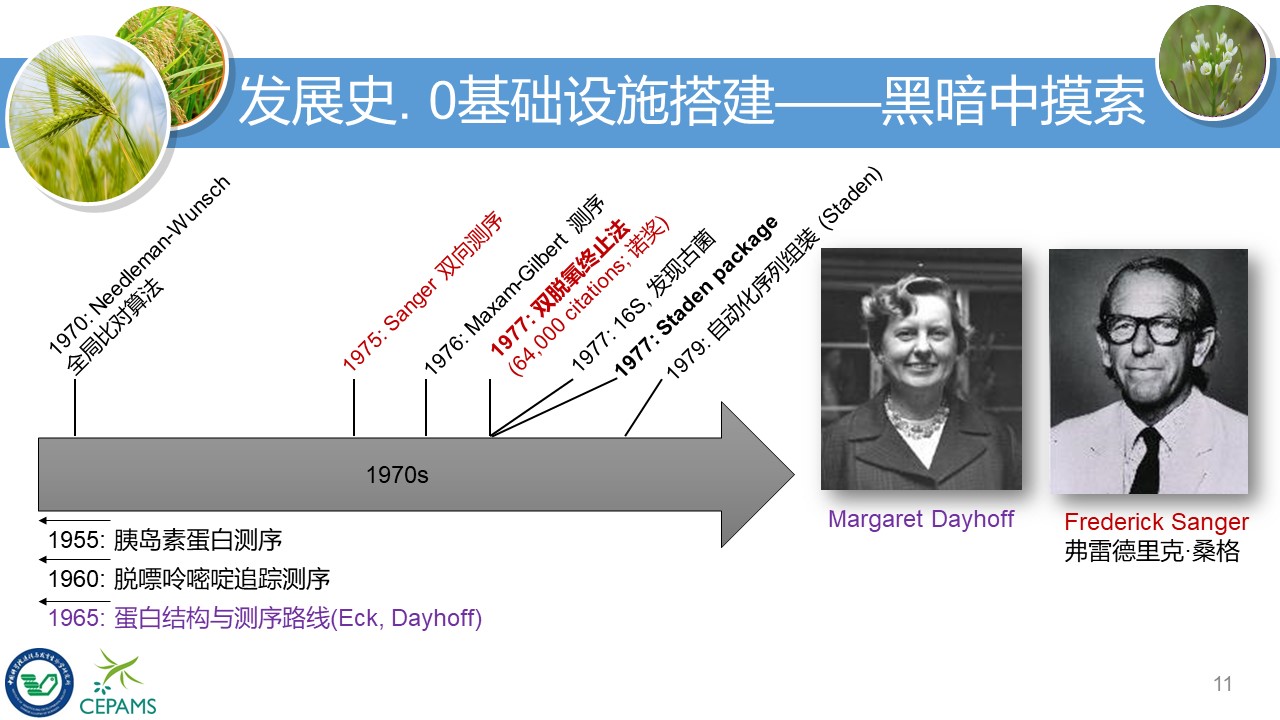 发展史. 0基础设施搭建——黑暗中摸索
1970: Needleman-Wunsch
全局比对算法
1975: Sanger 双向测序
1976: Maxam-Gilbert 测序
1977: 双脱氧终止法
(64,000 citations; 诺奖)
1977: 16S, 发现古菌
1977: Staden package
1979: 自动化序列组装 (Staden)
1970s
1955: 胰岛素蛋白测序
1960: 脱嘌呤嘧啶追踪测序
1965: 蛋白结构与测序路线(Eck, Dayhoff)
Margaret Dayhoff
Frederick Sanger
弗雷德里克·桑格
CEPAMS
11